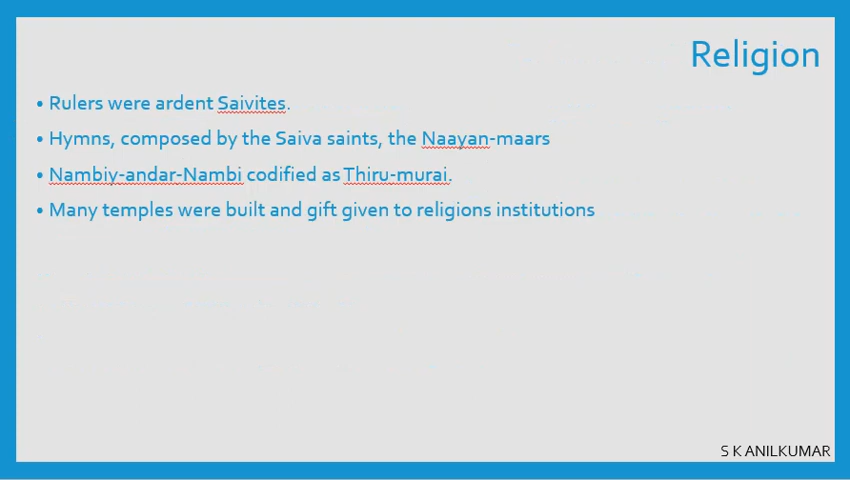 Religion
• Rulers were ardent Saivites.
• Hymns, composed by the Saiva saints, the Naayan-maars
• Nambiy-andar-Nambi codified as Thiru-murai.
• Many temples were built and gift given to religions institutions
S K ANILKUMAR